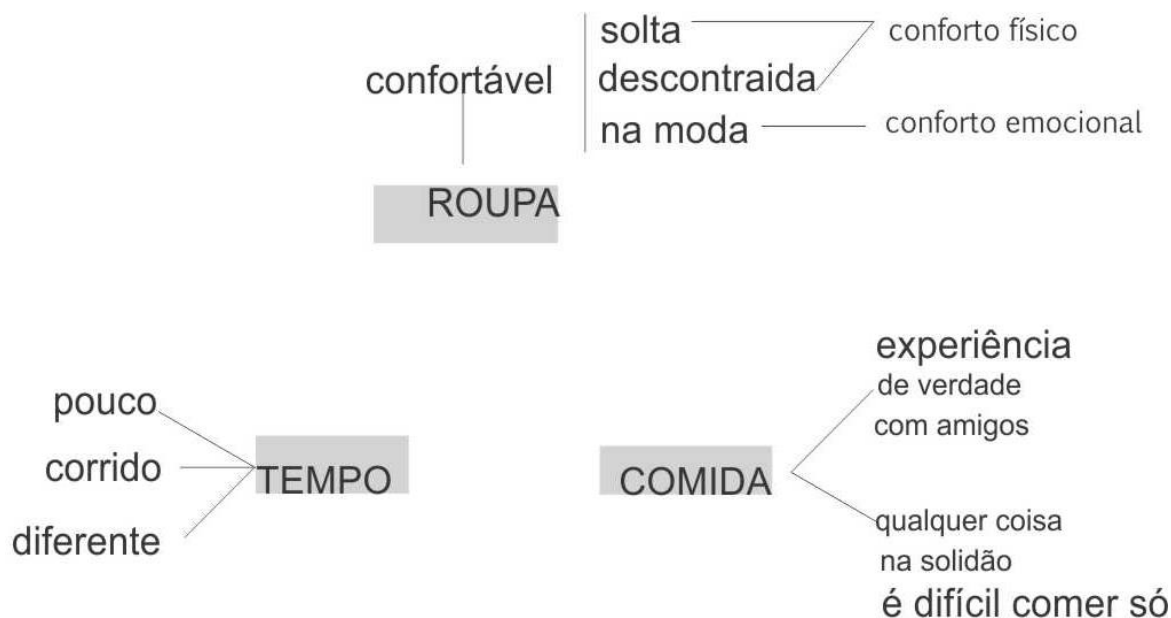 solta
conforto físico
confortável
descontraida
na moda
conforto emocional
ROUPA
pouco
corrido
diferente
TEMPO
COMIDA
experiência
de verdade
com amigos
qualquer coisa
na solidão
é difícil comer só